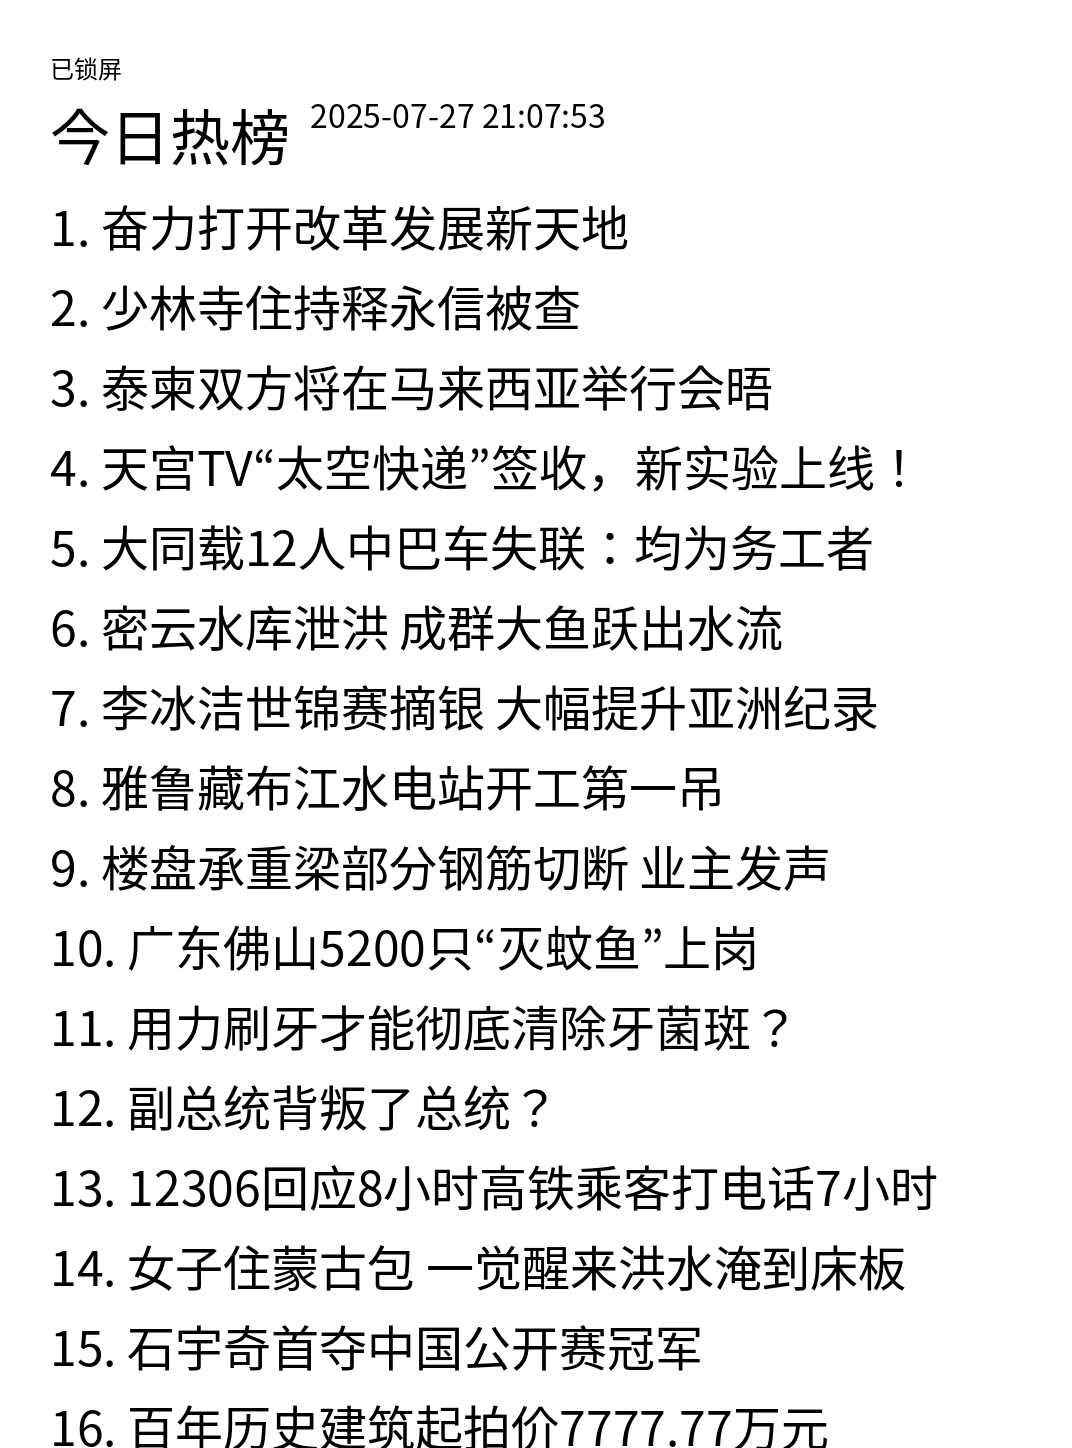 已锁屏
今日热榜 2025-07-27 21:07:53
1. 奋力打开改革发展新天地
2. 少林寺住持释永信被查
3. 泰柬双方将在马来西亚举行会晤
4. 天宫TV“太空快递”签收，新实验上线！
5. 大同载12人中巴车失联：均为务工者
6. 密云水库泄洪 成群大鱼跃出水流
7. 李冰洁世锦赛摘银 大幅提升亚洲纪录
8. 雅鲁藏布江水电站开工第一吊
9. 楼盘承重梁部分钢筋切断 业主发声
10. 广东佛山5200只“灭蚊鱼”上岗
11. 用力刷牙才能彻底清除牙菌斑？
12. 副总统背叛了总统？
13. 12306回应8小时高铁乘客打电话7小时
14. 女子住蒙古包 一觉醒来洪水淹到床板
15. 石宇奇首夺中国公开赛冠军
16. 百年历史建筑起拍价7777.77万元